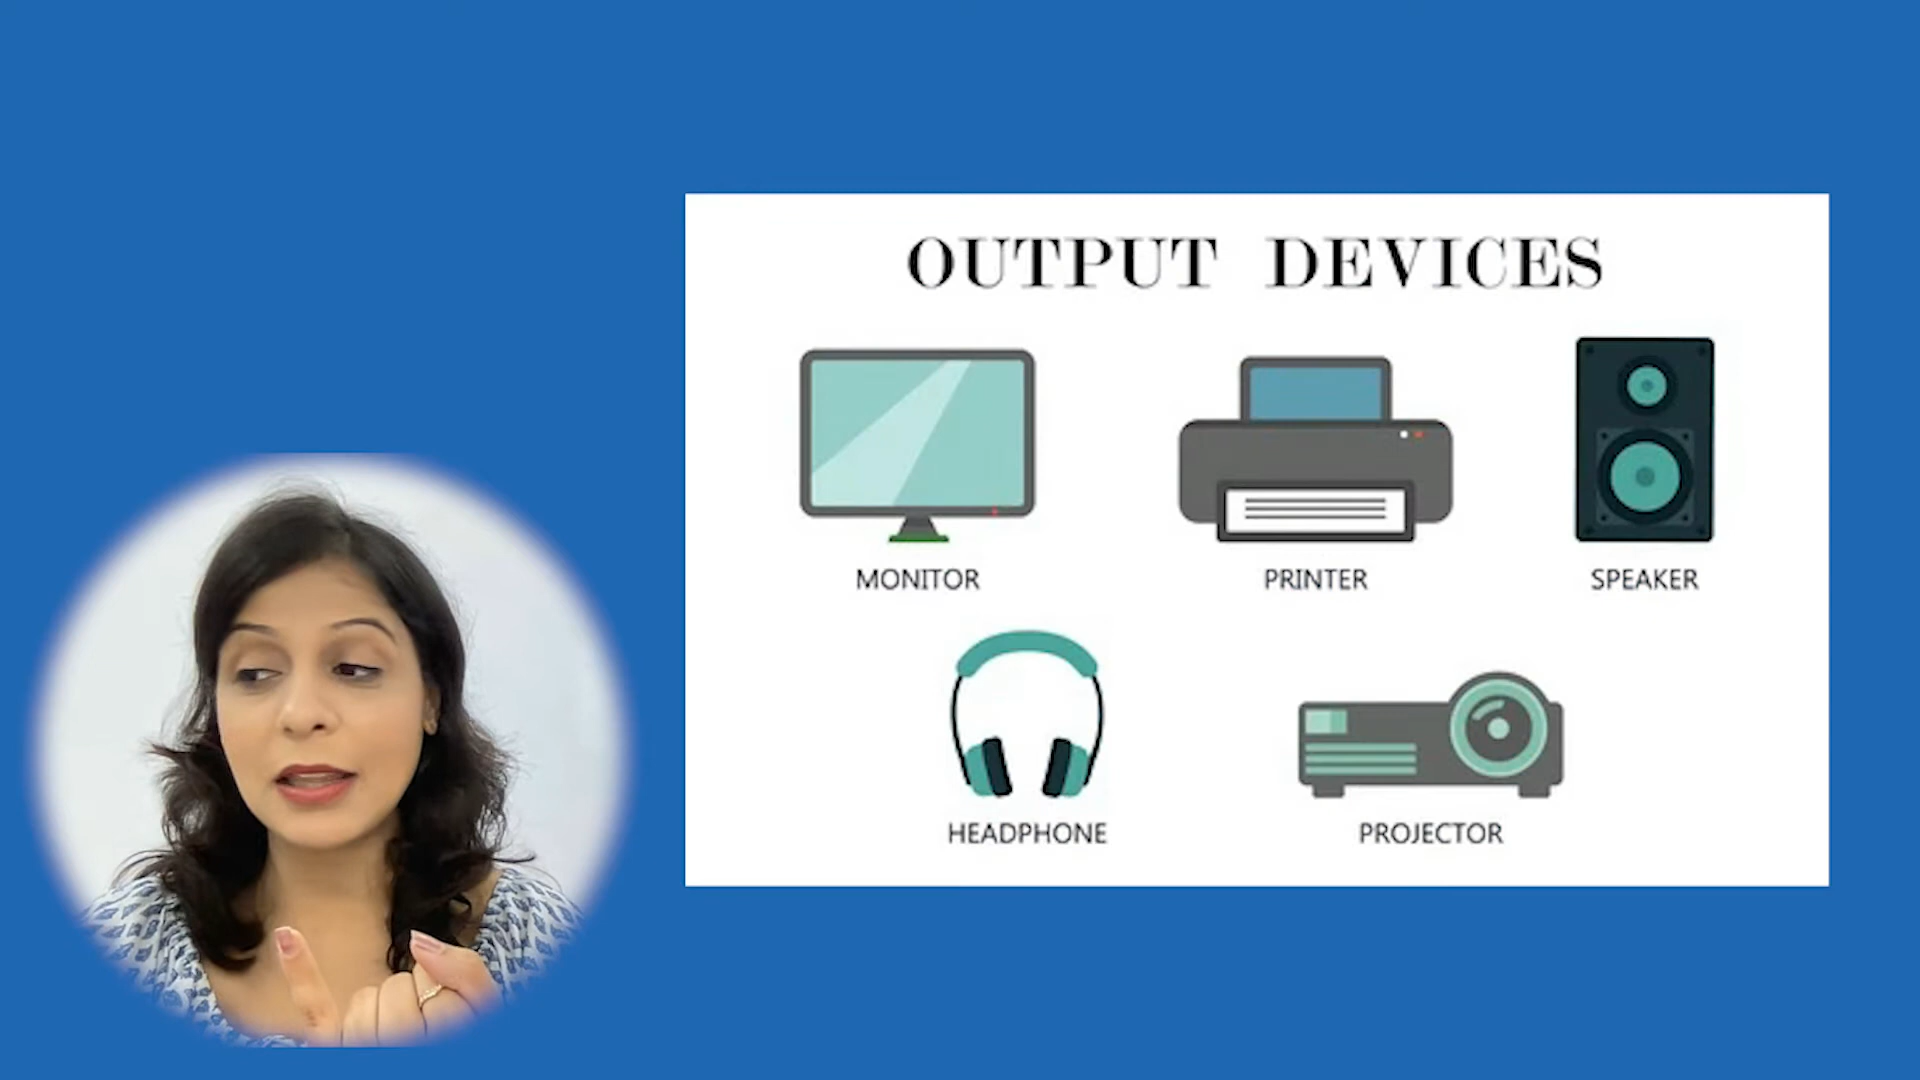 OUTPUT DEVICES
MONITOR
PRINTER
SPEAKER
HEADPHONE
PROJECTOR